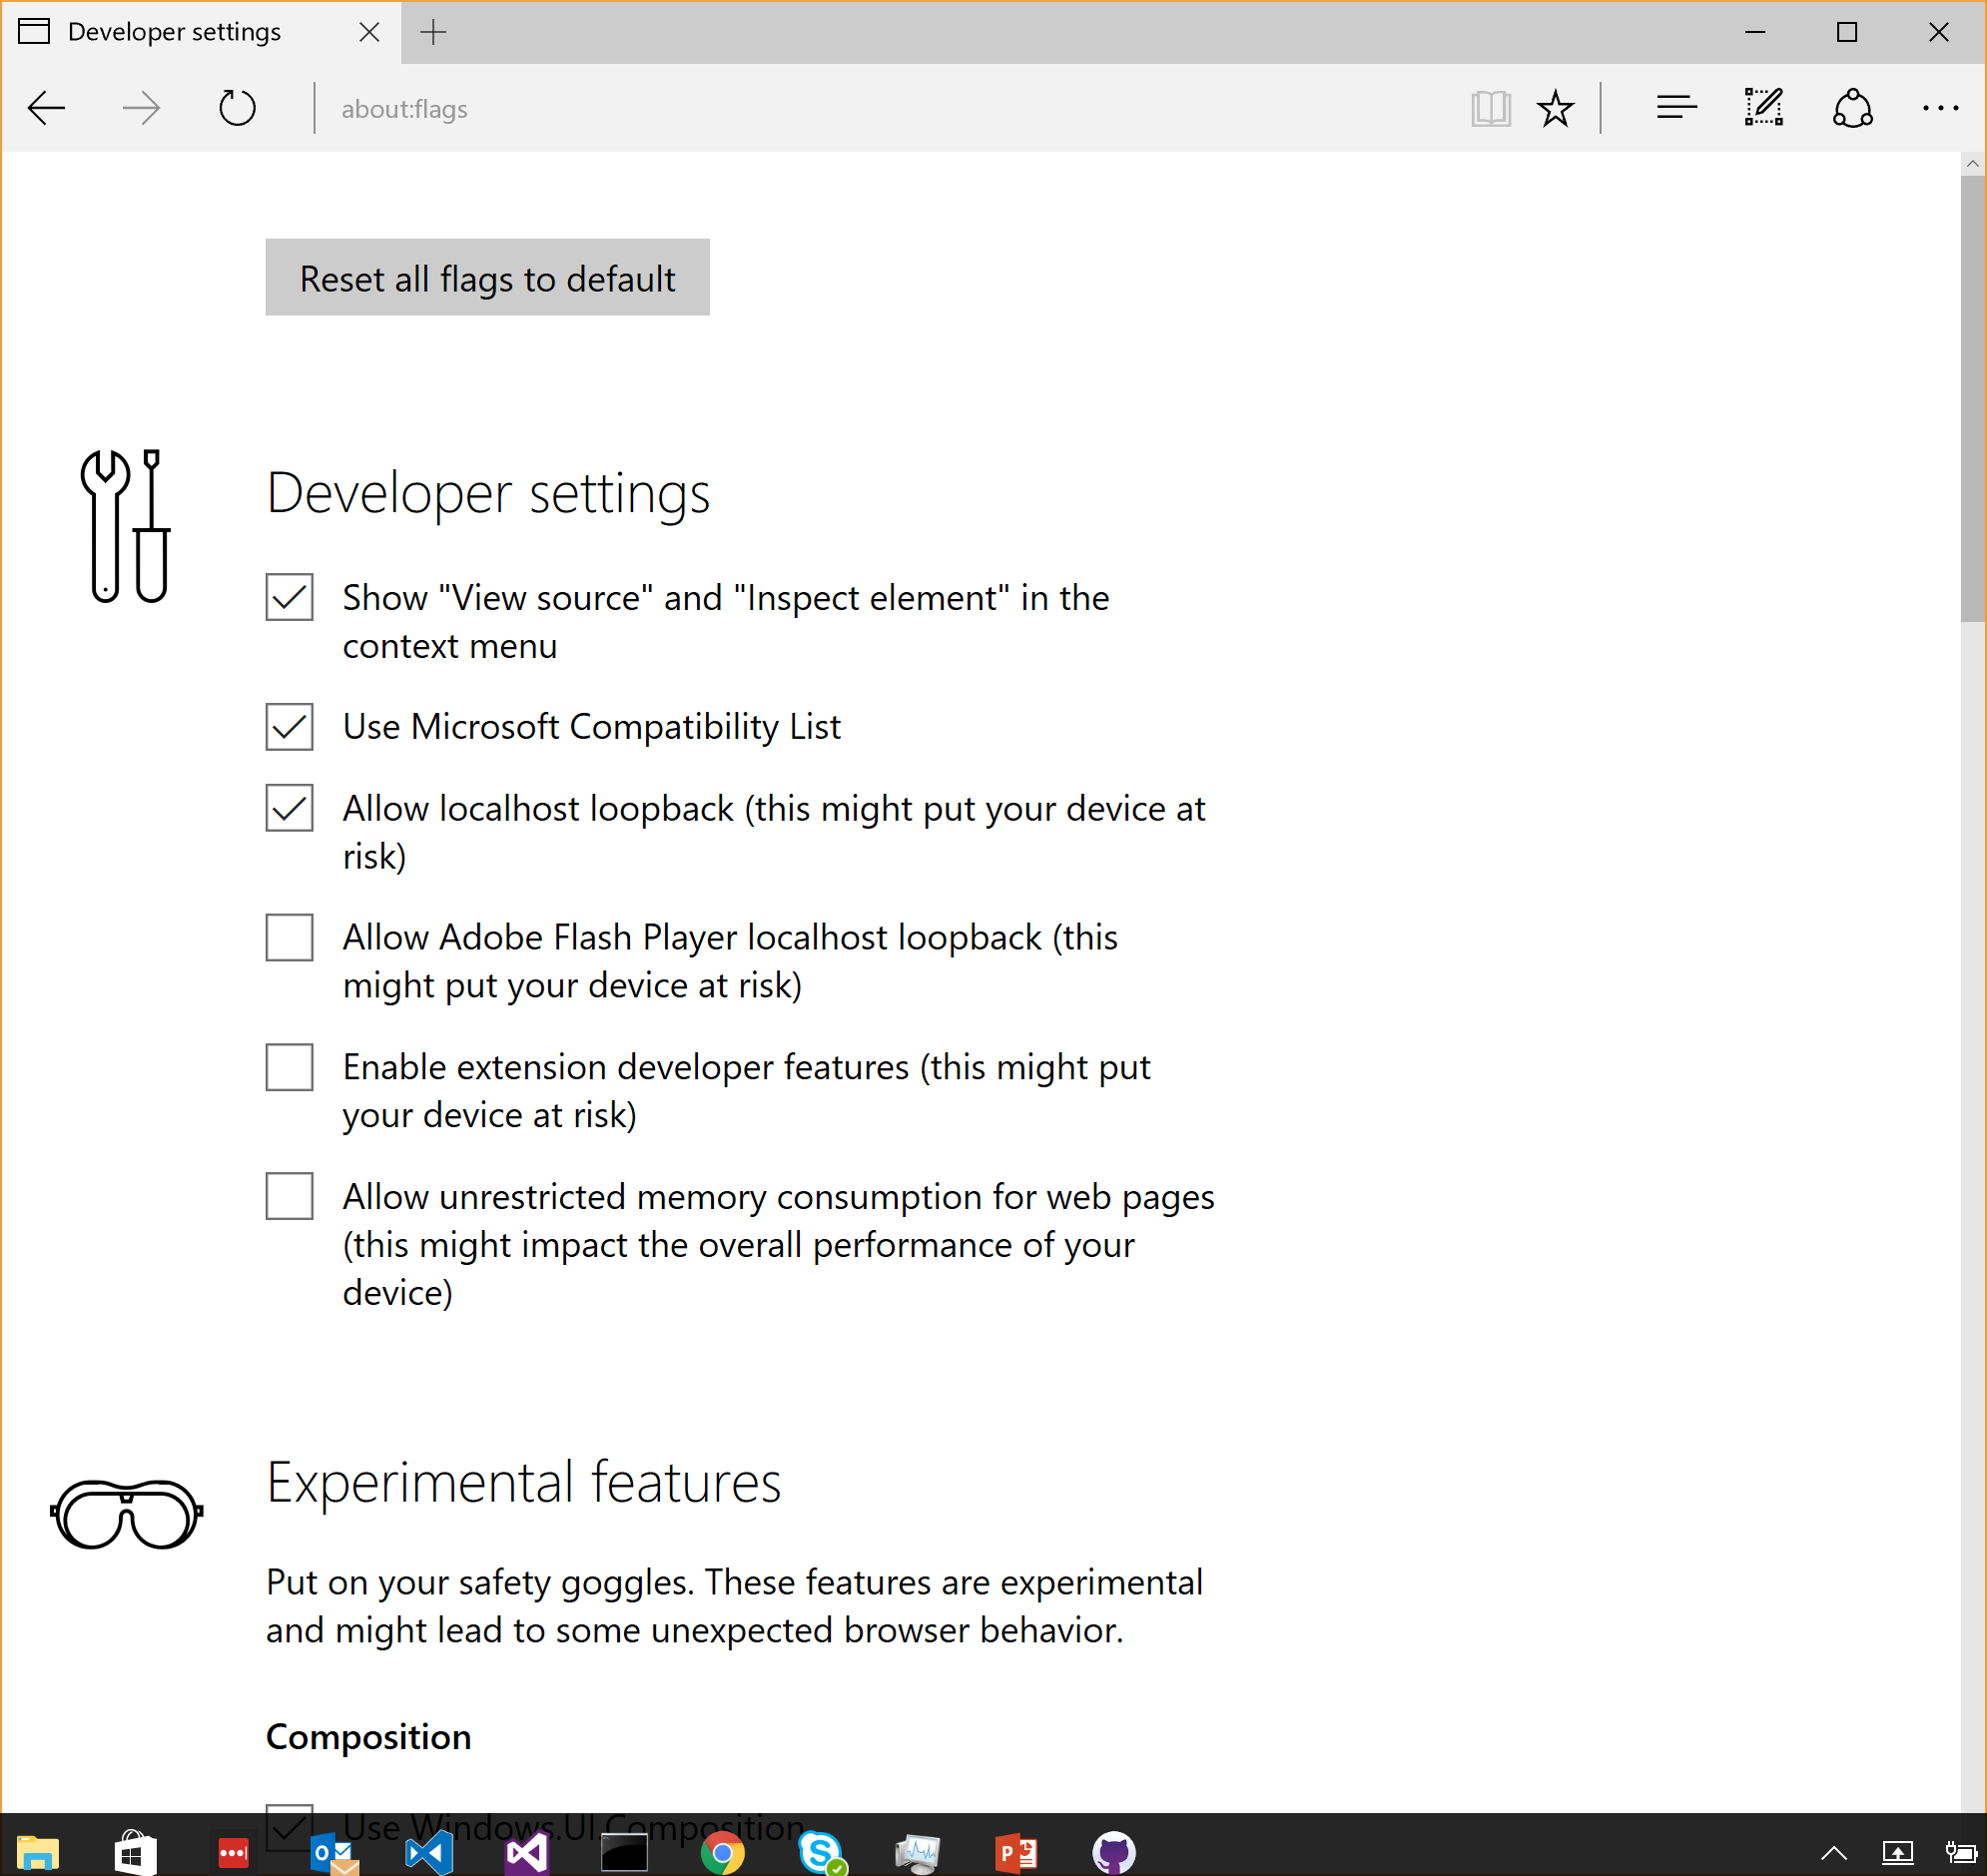 Developer settings
about:flags
Reset all flags to default
Developer settings
Show "View source" and "Inspect element" in the
context menu
Use Microsoft Compatibility List
Allow localhost loopback (this might put your device at
risk)
Allow Adobe Flash Player localhost loopback (this
might put your device at risk)
Enable extension developer features (this might put
your device at risk)
Allow unrestricted memory consumption for web pages
(this might impact the overall performance of your
device)
Experimental features
Put on your safety goggles. These features are experimental
and might lead to some unexpected browser behavior.
Composition
Use Windows.UI.Composition